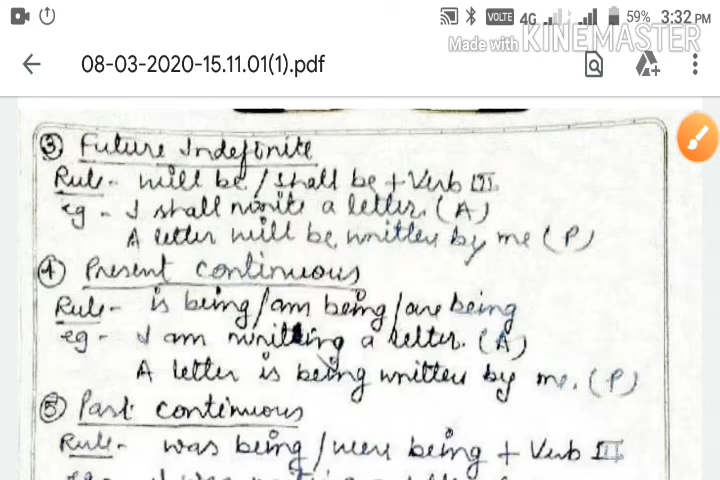 VOLTE 4G 59% 3:32 PM
Made with KINEMASTER
08-03-2020-15.11.01(1).pdf
③ Future Indefinite
Rule - will be / shall be + Verb III
eg - I shall write a letter. (A)
A letter will be written by me (P)
④ Present continuous
Rule - is being / am being / are being
eg - I am writing a letter. (A)
A letter is being written by me. (P)
⑤ Past continuous
Rule - was being / were being + Verb III